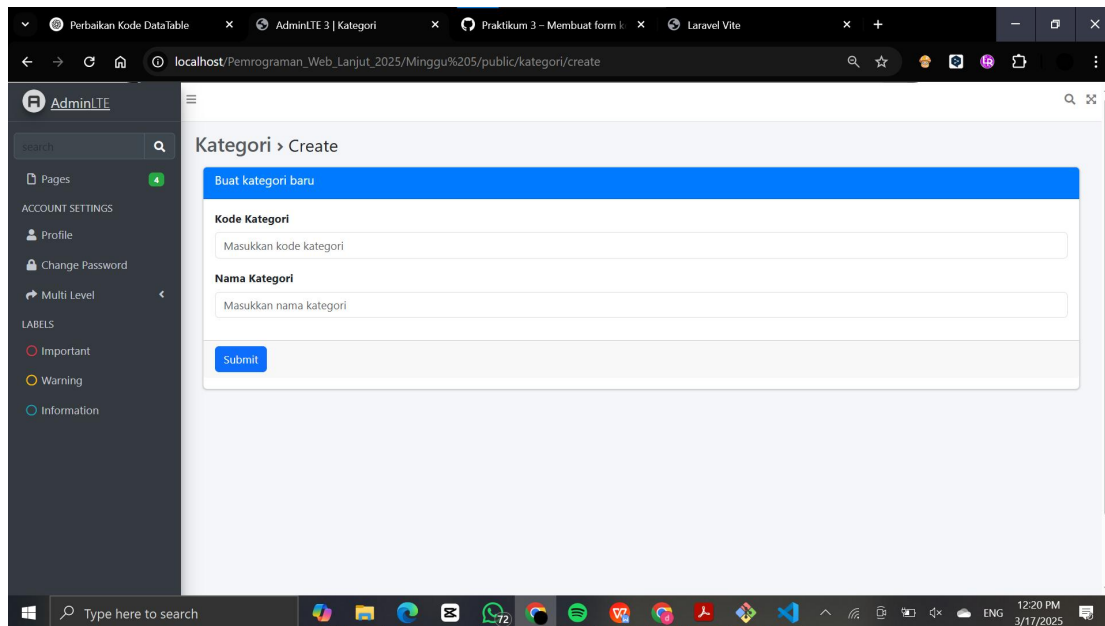 Perbaikan Kode DataTable
AdminLTE 3 | Kategori
Praktikum 3 – Membuat form k
Laravel Vite
localhost/Pemrograman_Web_Lanjut_2025/Minggu%205/public/kategori/create
AdminLTE
search
Pages
4
ACCOUNT SETTINGS
Profile
Change Password
Multi Level
LABELS
Important
Warning
Information
Kategori › Create
Buat kategori baru
Kode Kategori
Masukkan kode kategori
Nama Kategori
Masukkan nama kategori
Submit
Type here to search
72
ENG
12:20 PM
3/17/2025